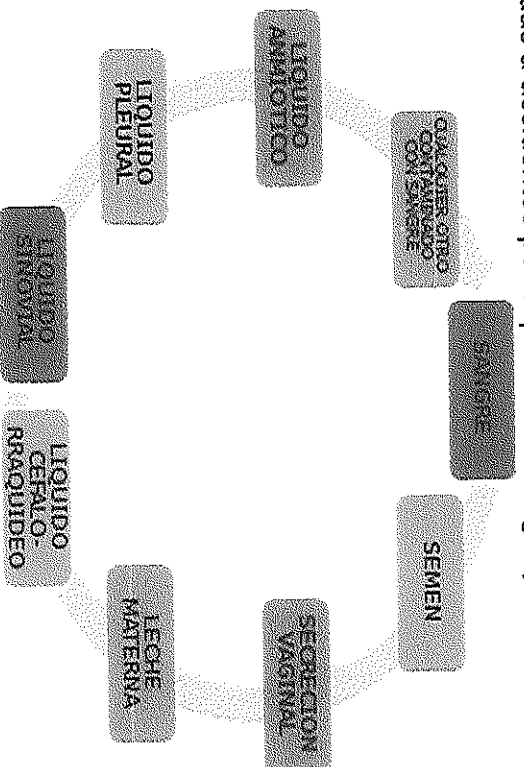 SANGRE
SEMEN
SECRECION
VAGINAL
LECHE
MATERNA
LIQUIDO
CEFALO-
RRAQUIDEO
LIQUIDO
SINOVIAL
LIQUIDO
PLEURAL
LIQUIDO
AMNIOTICO
CUALQUIER OTRO
CONTAMINADO
CON SANGRE